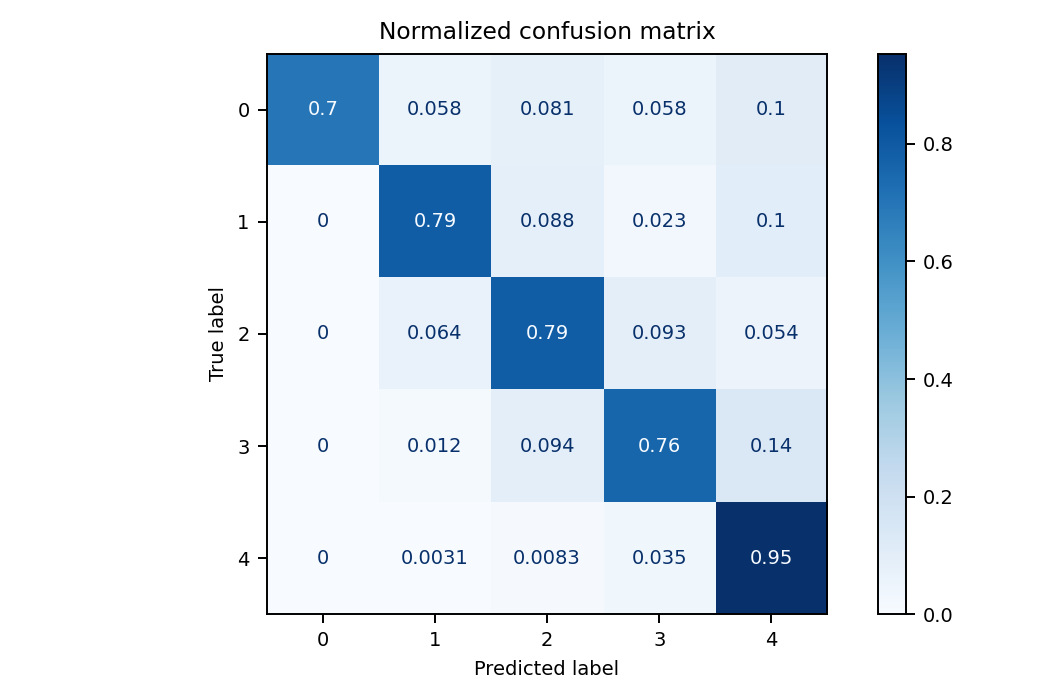 Normalized confusion matrix
0 0.7 0.058 0.081 0.058 0.1
0.8
1 0 0.79 0.088 0.023 0.1
0.6
True label
2 0 0.064 0.79 0.093 0.054
0.4
3 0 0.012 0.094 0.76 0.14
0.2
4 0 0.0031 0.0083 0.035 0.95
0.0
0 1 2 3 4
Predicted label